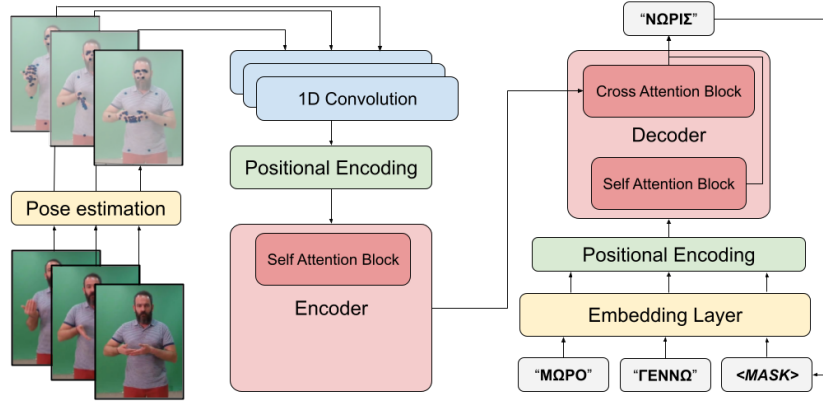 Pose estimation
1D Convolution
Positional Encoding
Self Attention Block
Encoder
“ΝΩΡΙΣ”
Cross Attention Block
Decoder
Self Attention Block
Positional Encoding
Embedding Layer
“ΜΩΡΟ” “ΓΕΝΝΩ” <MASK>